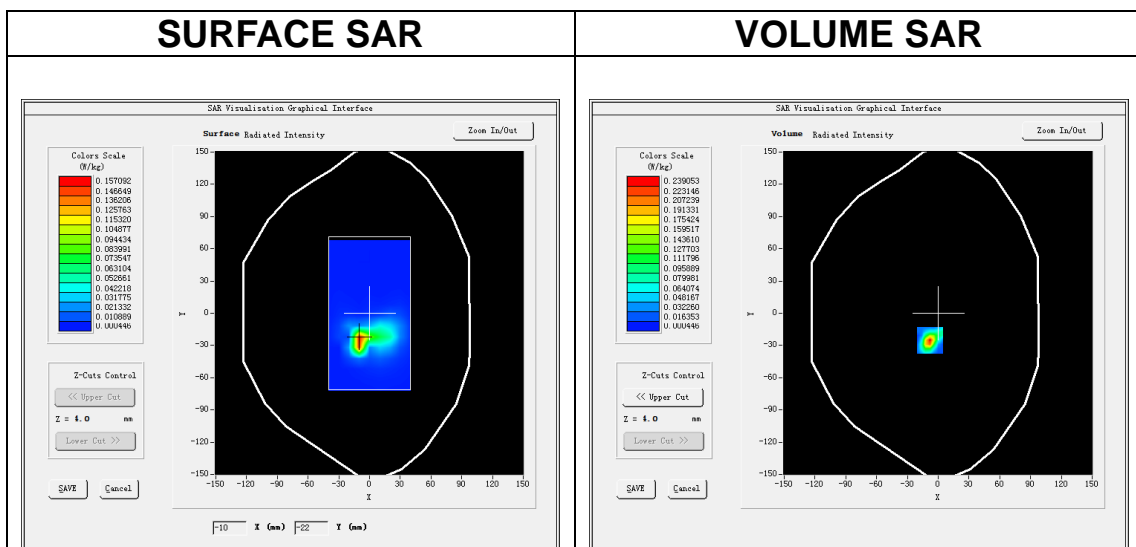 SURFACE SAR
VOLUME SAR
SAR Visualisation Graphical Interface
Surface Radiated Intensity
Zoom In/Out
Colors Scale
(W/kg)
0.157092
0.146649
0.136206
0.125763
0.115320
0.104877
0.094434
0.083991
0.073547
0.063104
0.052661
0.042218
0.031775
0.021332
0.010889
0.000446
Z-Cuts Control
<< Upper Cut
Z = 4.0 mm
Lower Cut >>
SAVE
Cancel
150
120
90
60
30
0
-30
-60
-90
-120
-150
Y
-150 -120 -90 -60 -30 0 30 60 90 120 150
X
-10 X (mm) -22 Y (mm)
SAR Visualisation Graphical Interface
Volume Radiated Intensity
Zoom In/Out
Colors Scale
(W/kg)
0.239053
0.223146
0.207239
0.191331
0.175424
0.159517
0.143610
0.127703
0.111796
0.095889
0.079981
0.064074
0.048167
0.032260
0.016353
0.000446
Z-Cuts Control
<< Upper Cut
Z = 4.0 mm
Lower Cut >>
SAVE
Cancel
150
120
90
60
30
0
-30
-60
-90
-120
-150
Y
-150 -120 -90 -60 -30 0 30 60 90 120 150
X